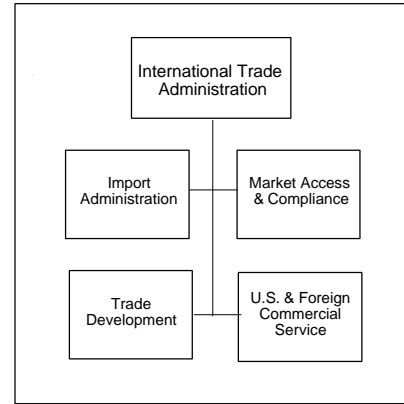 International Trade
Administration
Import
Administration
Market Access
& Compliance
Trade
Development
U.S. & Foreign
Commercial
Service